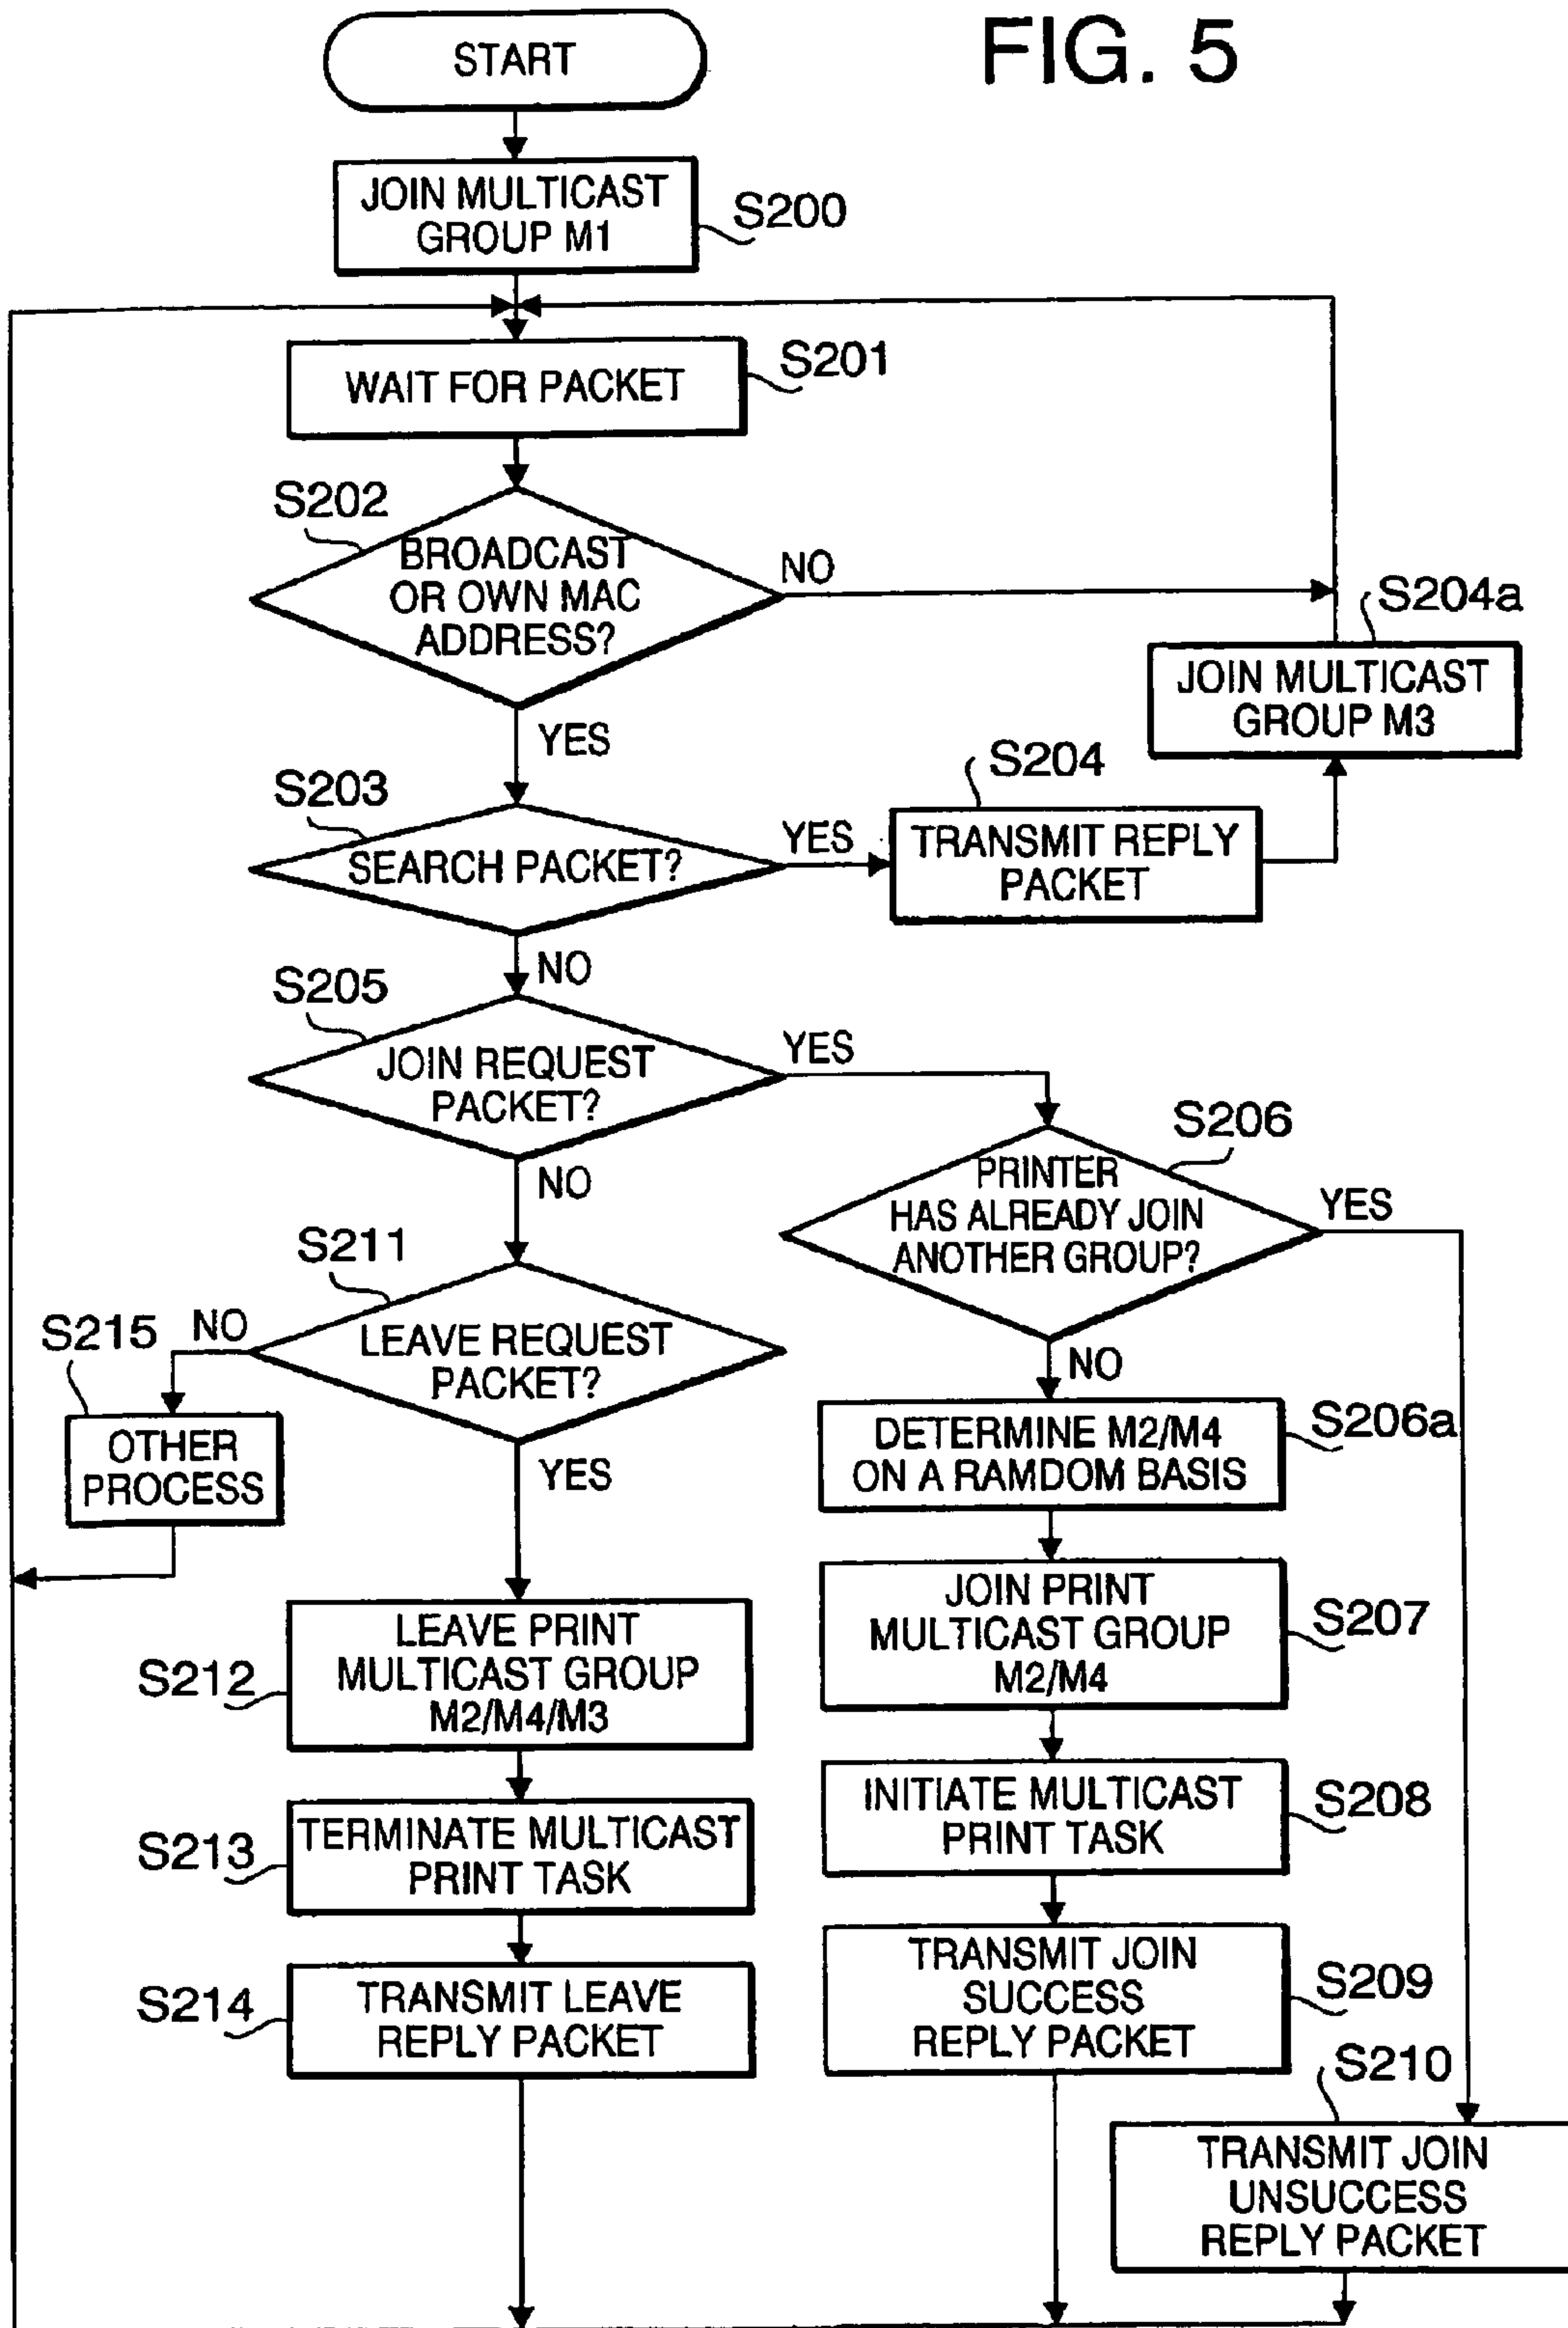 FIG. 5
START
JOIN MULTICAST
GROUP M1
S200
WAIT FOR PACKET
S201
S202
BROADCAST
OR OWN MAC
ADDRESS?
NO
YES
S204a
JOIN MULTICAST
GROUP M3
S203
SEARCH PACKET?
YES
NO
S204
TRANSMIT REPLY
PACKET
S205
JOIN REQUEST
PACKET?
YES
NO
S206
PRINTER
HAS ALREADY JOIN
ANOTHER GROUP?
YES
NO
S211
LEAVE REQUEST
PACKET?
NO
YES
S215
OTHER
PROCESS
DETERMINE M2/M4
ON A RAMDOM BASIS
S206a
JOIN PRINT
MULTICAST GROUP
M2/M4
S207
LEAVE PRINT
MULTICAST GROUP
M2/M4/M3
S212
INITIATE MULTICAST
PRINT TASK
S208
TERMINATE MULTICAST
PRINT TASK
S213
TRANSMIT JOIN
SUCCESS
REPLY PACKET
S209
TRANSMIT LEAVE
REPLY PACKET
S214
S210
TRANSMIT JOIN
UNSUCCESS
REPLY PACKET